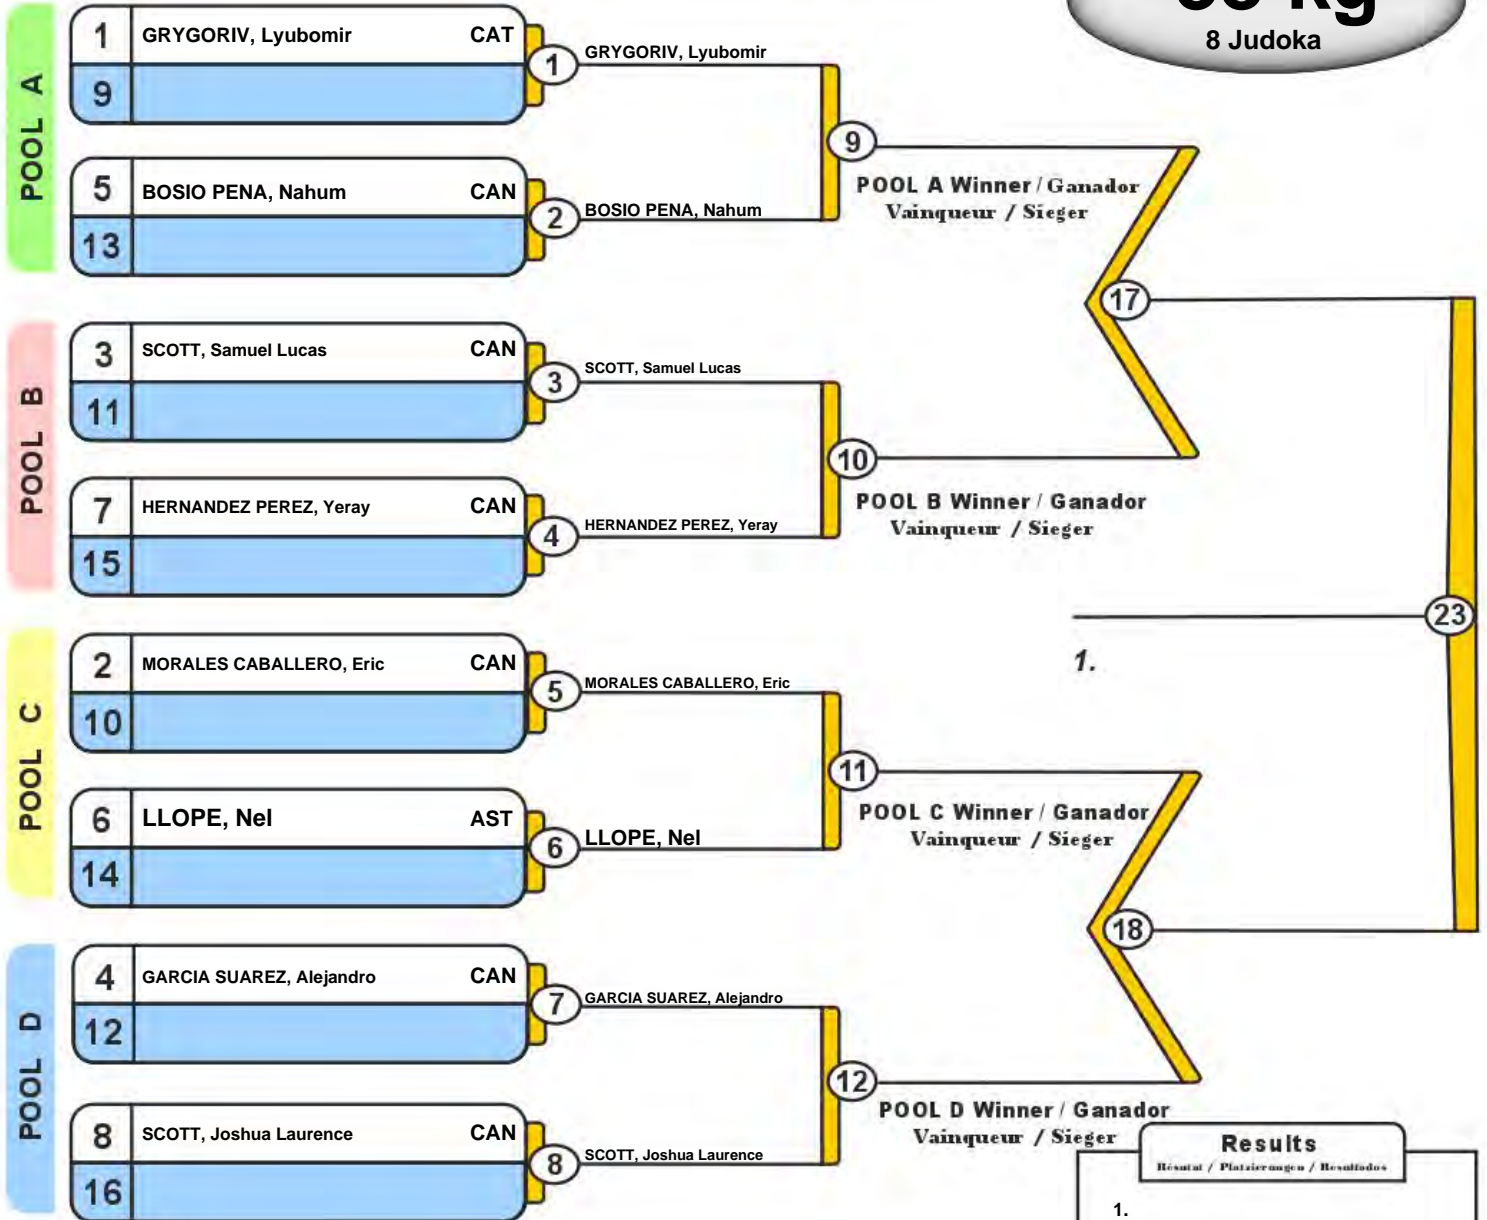 kg
8 Judoka
POOL A
1 GRYGORIV, Lyubomir CAT
9
1
GRYGORIV, Lyubomir
5 BOSIO PENA, Nahum CAN
13
2
BOSIO PENA, Nahum
9
POOL A Winner / Ganador
Vainqueur / Sieger
POOL B
3 SCOTT, Samuel Lucas CAN
11
3
SCOTT, Samuel Lucas
7 HERNANDEZ PEREZ, Yeray CAN
15
4
HERNANDEZ PEREZ, Yeray
10
POOL B Winner / Ganador
Vainqueur / Sieger
17
23
1.
POOL C
2 MORALES CABALLERO, Eric CAN
10
5
MORALES CABALLERO, Eric
6 LLOPE, Nel AST
14
6
LLOPE, Nel
11
POOL C Winner / Ganador
Vainqueur / Sieger
18
POOL D
4 GARCIA SUAREZ, Alejandro CAN
12
7
GARCIA SUAREZ, Alejandro
8 SCOTT, Joshua Laurence CAN
16
8
SCOTT, Joshua Laurence
12
POOL D Winner / Ganador
Vainqueur / Sieger
Results
Résutat / Platzierungen / Resultados
1.